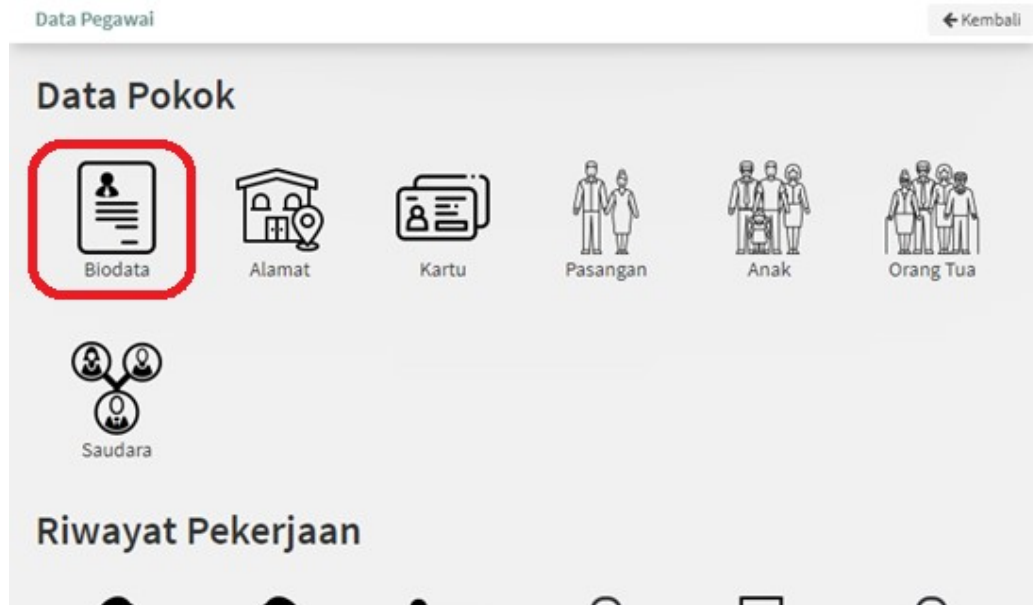 Data Pegawai
Kembali
Data Pokok
Biodata
Alamat
Kartu
Pasangan
Anak
Orang Tua
Saudara
Riwayat Pekerjaan